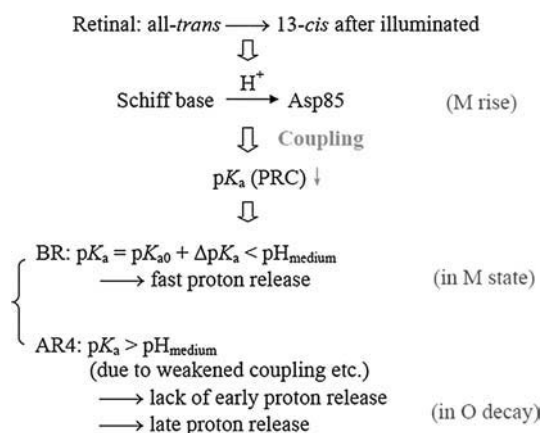 Retinal: all-trans ⟶ 13-cis after illuminated
H⁺
Schiff base ⟶ Asp85 (M rise)
Coupling
pKₐ (PRC) ↓
BR: pKₐ = pKₐ₀ + ΔpKₐ < pH_medium
⟶ fast proton release (in M state)
AR4: pKₐ > pH_medium
(due to weakened coupling etc.)
⟶ lack of early proton release
⟶ late proton release (in O decay)